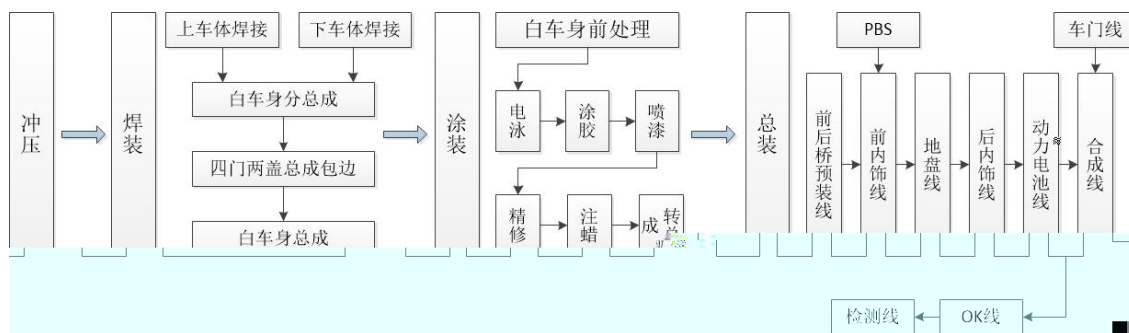 冲压
焊装
上车体焊接
下车体焊接
白车身分总成
四门两盖总成包边
白车身总成
涂装
白车身前处理
电泳
涂胶
喷漆
精修
注蜡
总装
PBS
车门线
前后桥预装线
前内饰线
地盘线
后内饰线
动力电池线
合成线
OK线
检测线